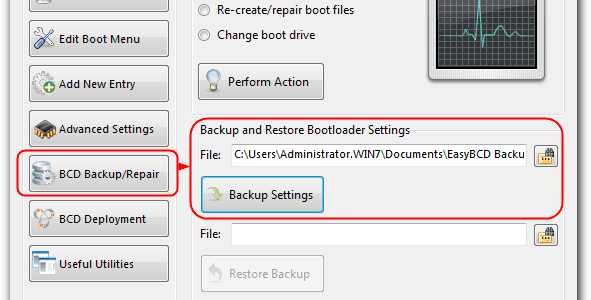 Re-create/repair boot files
Edit Boot Menu
Change boot drive
Add New Entry
Perform Action
Advanced Settings
Backup and Restore Bootloader Settings
File: C:\Users\Administrator.WIN7\Documents\EasyBCD Backu
BCD Backup/Repair
Backup Settings
BCD Deployment
File:
Useful Utilities
Restore Backup